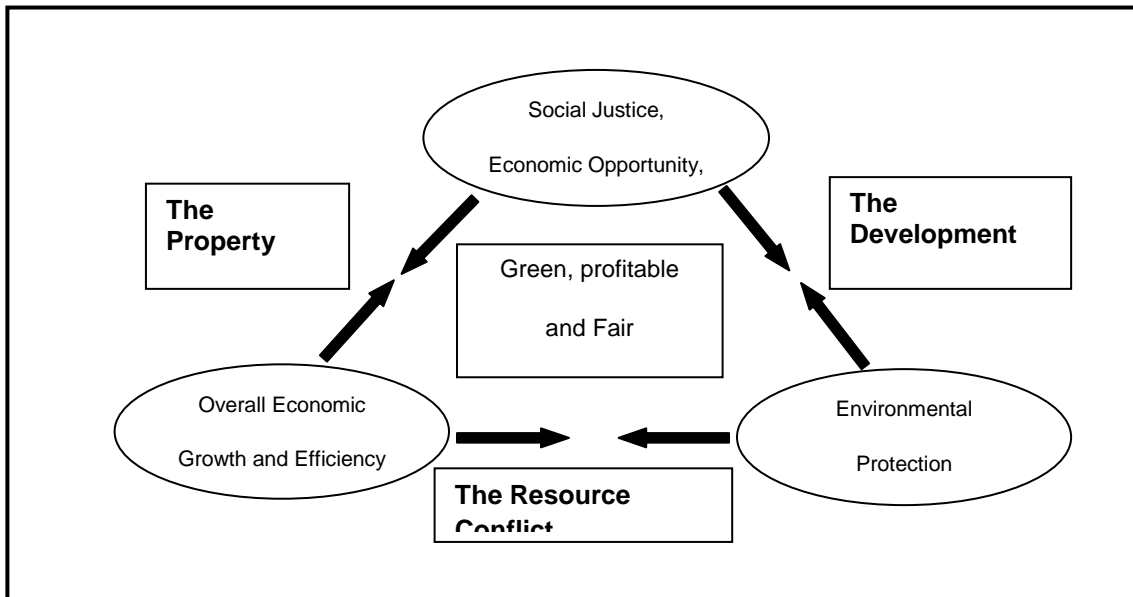 Social Justice,
Economic Opportunity,
The
Property
The
Development
Green, profitable
and Fair
Overall Economic
Growth and Efficiency
Environmental
Protection
The Resource
Conflict